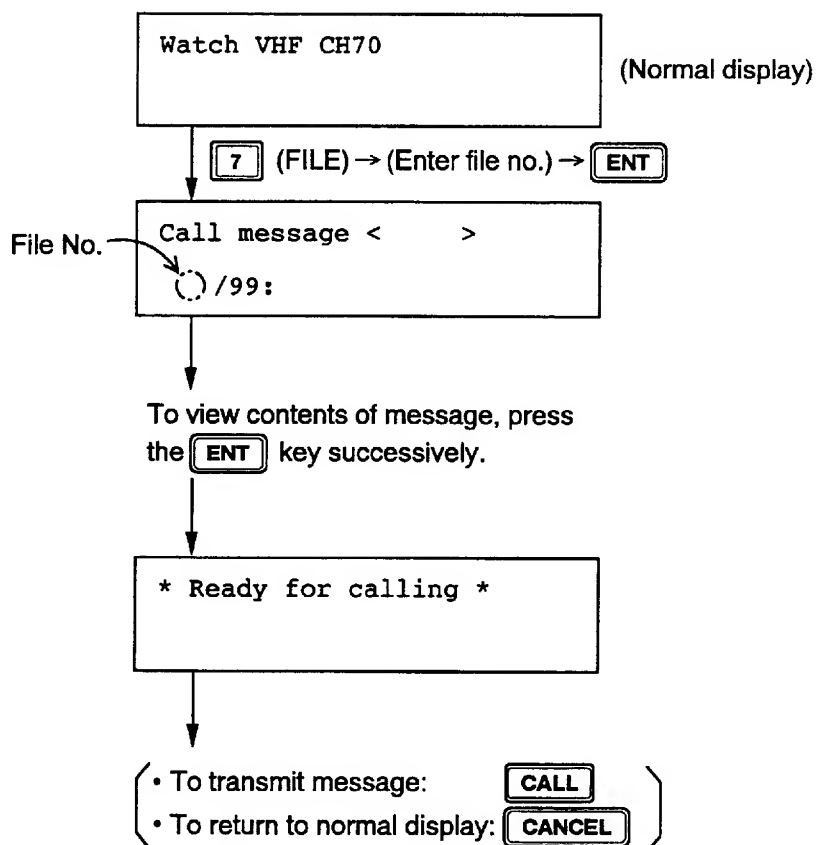 Watch VHF CH70
(Normal display)
7 (FILE) → (Enter file no.) → ENT
Call message <      >
File No.
/99:
To view contents of message, press
the ENT key successively.
* Ready for calling *
• To transmit message: CALL
• To return to normal display: CANCEL